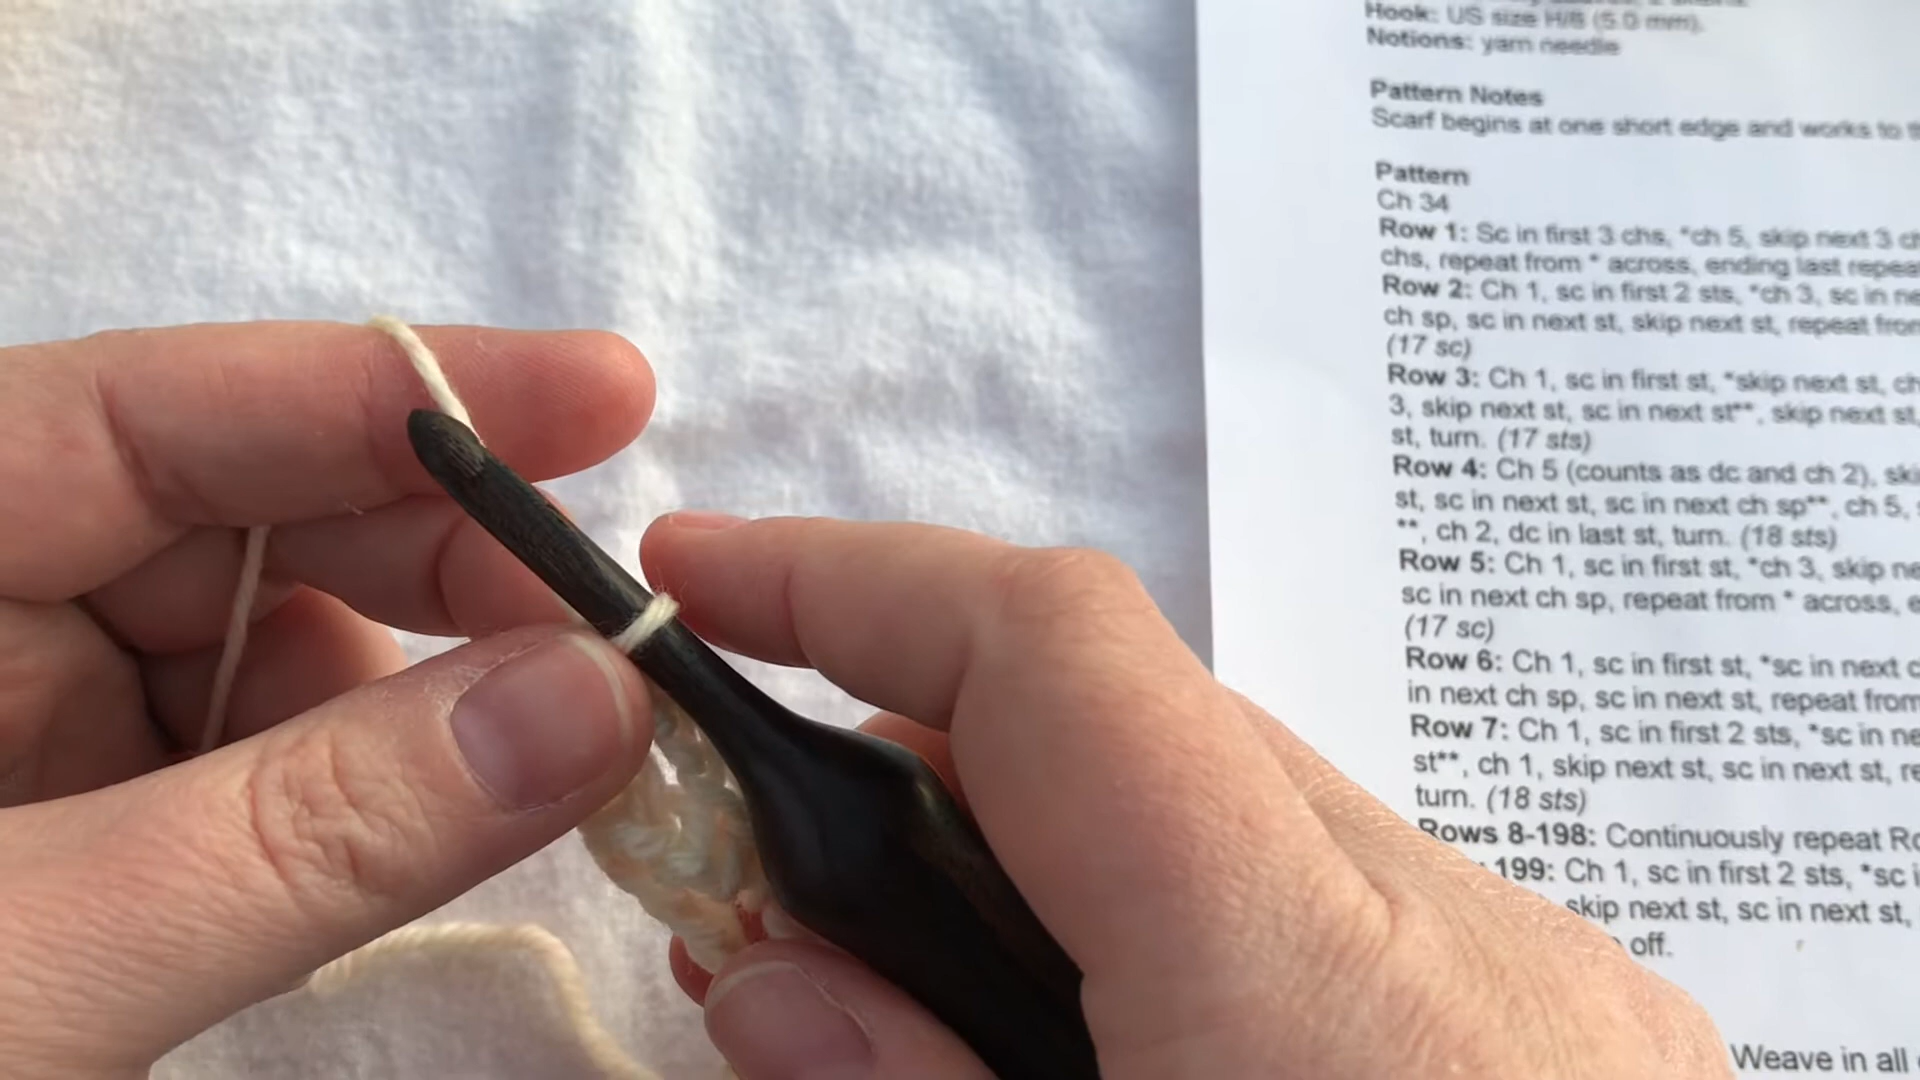 Hook: US size H/8 (5.0 mm).
Notions: yarn needle
Pattern Notes
Scarf begins at one short edge and works to
Pattern
Ch 34
Row 1: Sc in first 3 chs, *ch 5, skip next 3
chs, repeat from * across, ending last
Row 2: Ch 1, sc in first 2 sts, *ch 3, sc in
ch sp, sc in next st, skip next st, repeat
(17 sc)
Row 3: Ch 1, sc in first st, *skip next st,
3, skip next st, sc in next st**, skip next st,
st, turn. (17 sts)
Row 4: Ch 5 (counts as dc and ch 2),
st, sc in next st, sc in next ch sp**, ch 5,
**, ch 2, dc in last st, turn. (18 sts)
Row 5: Ch 1, sc in first st, *ch 3, skip
sc in next ch sp, repeat from * across,
(17 sc)
Row 6: Ch 1, sc in first st, *sc in next
in next ch sp, sc in next st, repeat from
Row 7: Ch 1, sc in first 2 sts, *sc in
st**, ch 1, skip next st, sc in next st,
turn. (18 sts)
Rows 8-198: Continuously repeat
199: Ch 1, sc in first 2 sts, *sc
skip next st, sc in next st,
off.
Weave in all